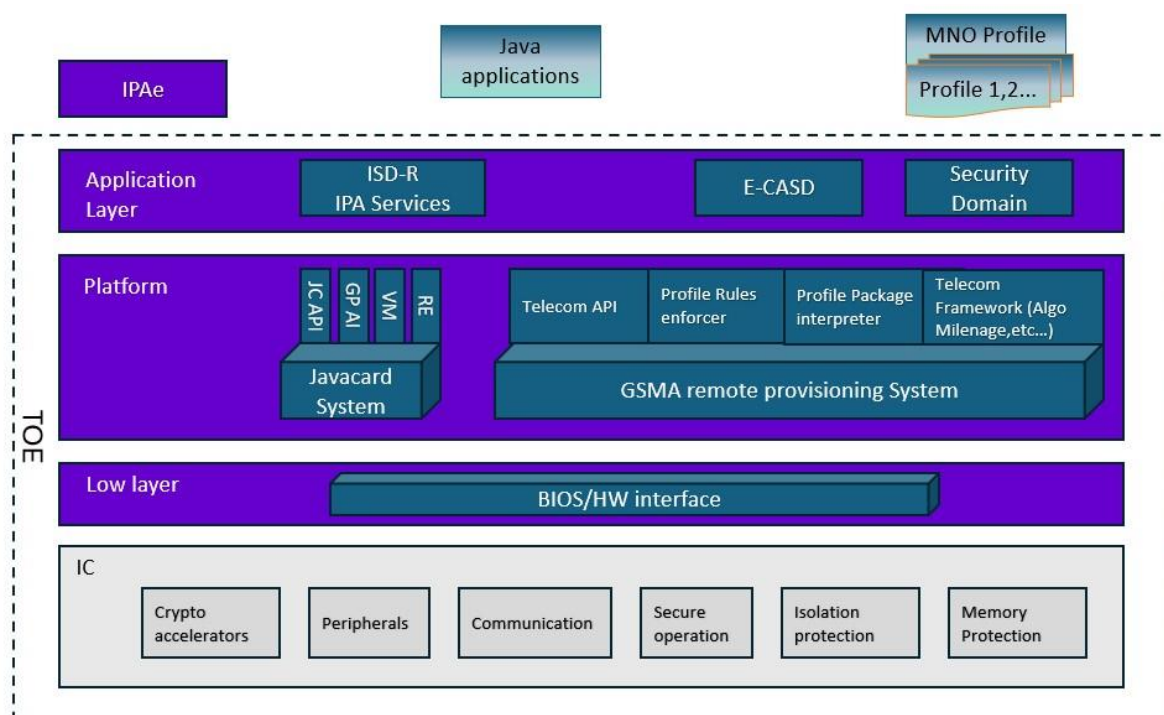 IPAe
Java
applications
MNO Profile
Profile 1,2...
TOE
Application
Layer
ISD-R
IPA Services
E-CASD
Security
Domain
Platform
JC API
GP AI
VM
RE
Javacard
System
Telecom API
Profile Rules
enforcer
Profile Package
interpreter
Telecom
Framework (Algo
Milenage,etc...)
GSMA remote provisioning System
Low layer
BIOS/HW interface
IC
Crypto
accelerators
Peripherals
Communication
Secure
operation
Isolation
protection
Memory
Protection